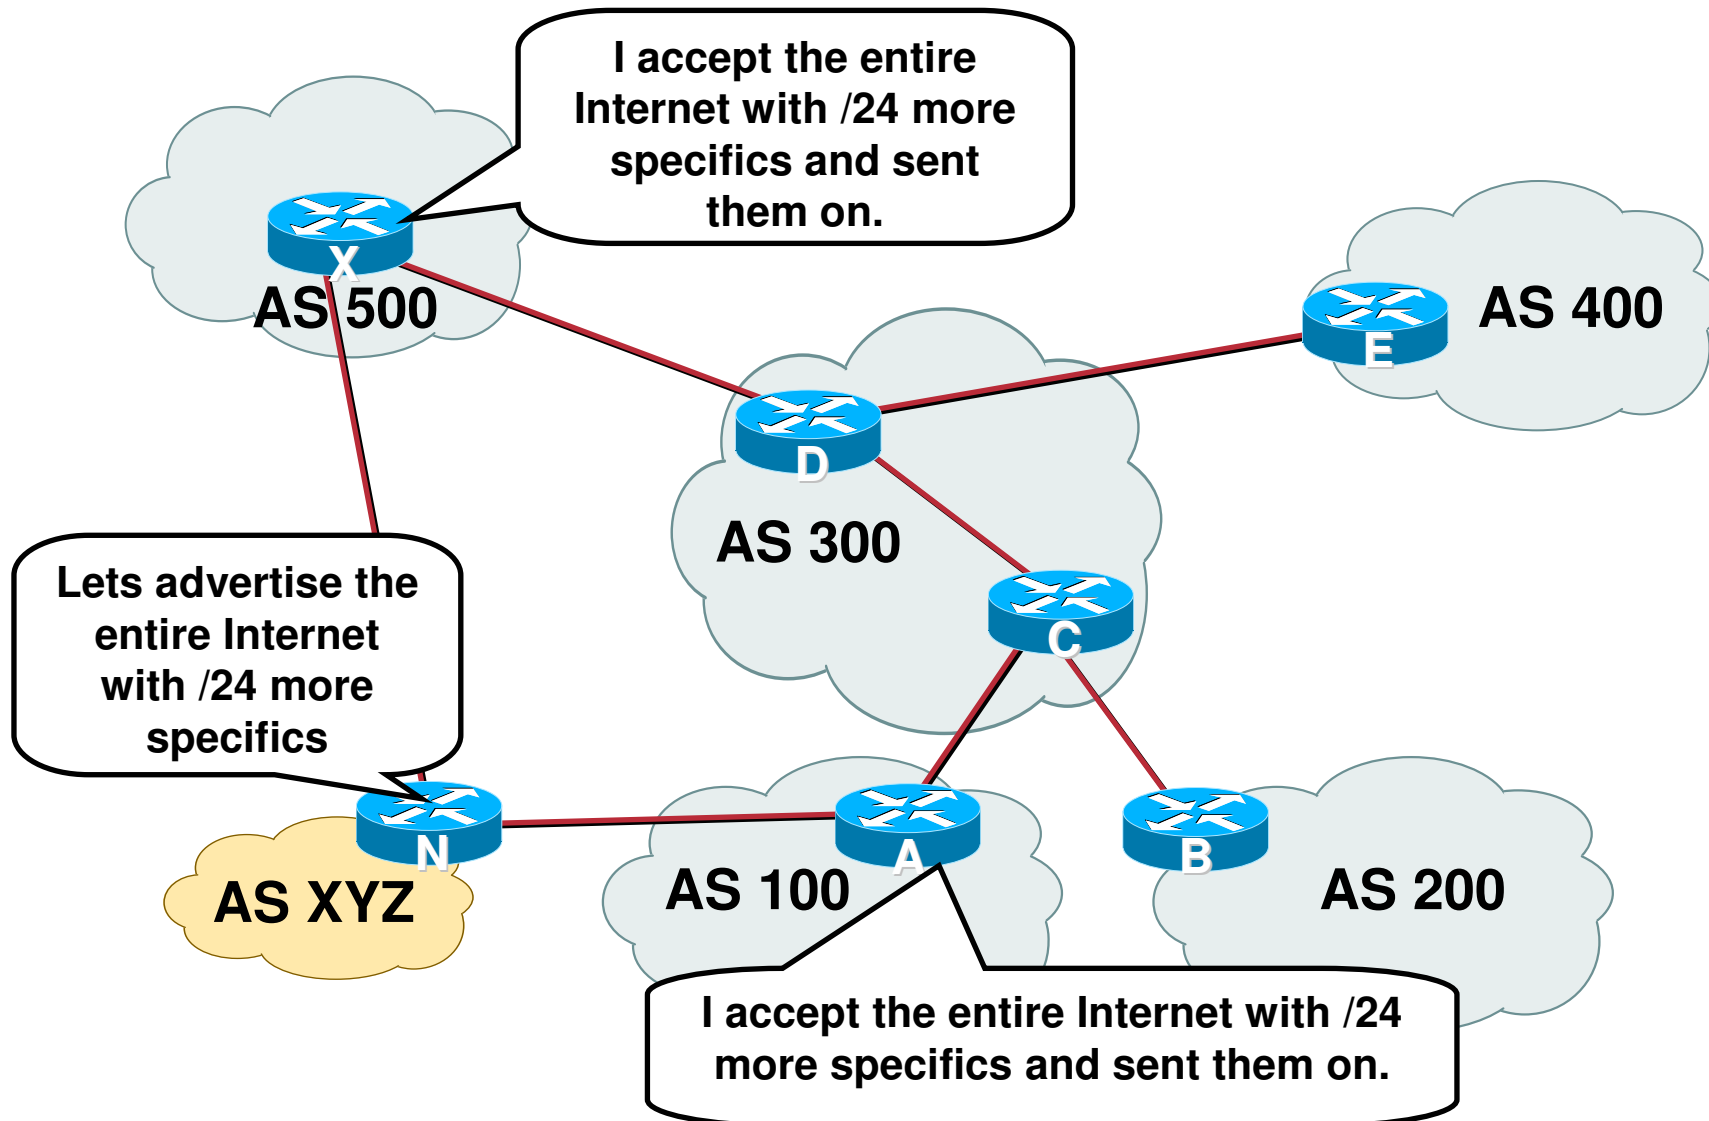 I accept the entire
Internet with /24 more
specifics and sent
them on.
X
AS 500
E
AS 400
D
AS 300
C
Lets advertise the
entire Internet
with /24 more
specifics
N
AS XYZ
A
AS 100
B
AS 200
I accept the entire Internet with /24
more specifics and sent them on.